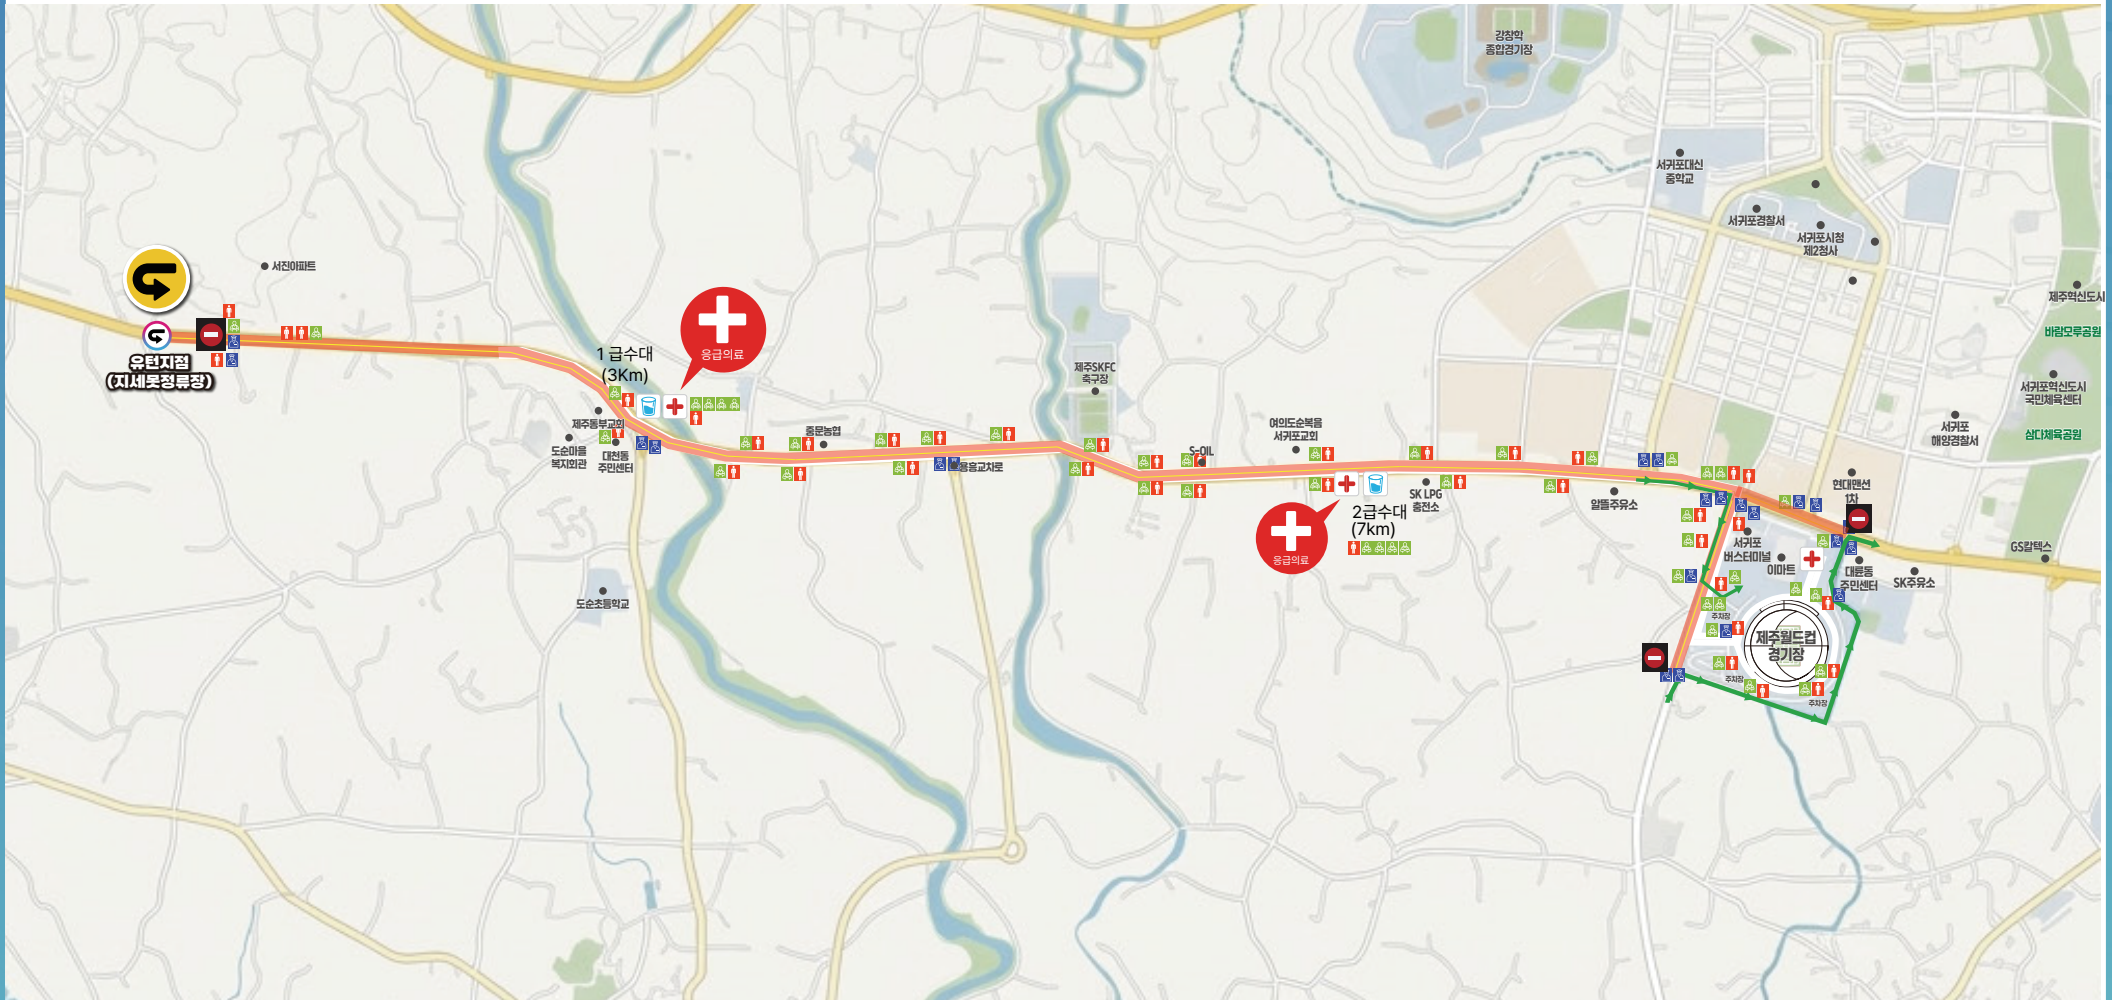 강창학
종합경기장
서귀포대신
중학교
서귀포경찰서
서귀포시청
제2청사
서진아파트
제주혁신도시
바람모루공원
유턴지점
(지세못정류장)
1 급수대
(3Km)
응급의료
제주SKFC
축구장
서귀포혁신도시
국민체육센터
제주동부교회
중문농협
여의도순복음
서귀포교회
서귀포
해양경찰서
삼다체육공원
도순마을
복지회관
대천동
주민센터
용흥교차로
S-OIL
SK LPG
충전소
알뜰주유소
현대맨션
1차
2급수대
(7km)
응급의료
서귀포
버스터미널
이마트
대륜동
주민센터
SK주유소
GS칼텍스
도순초등학교
주차장
제주월드컵
경기장
주차장
주차장